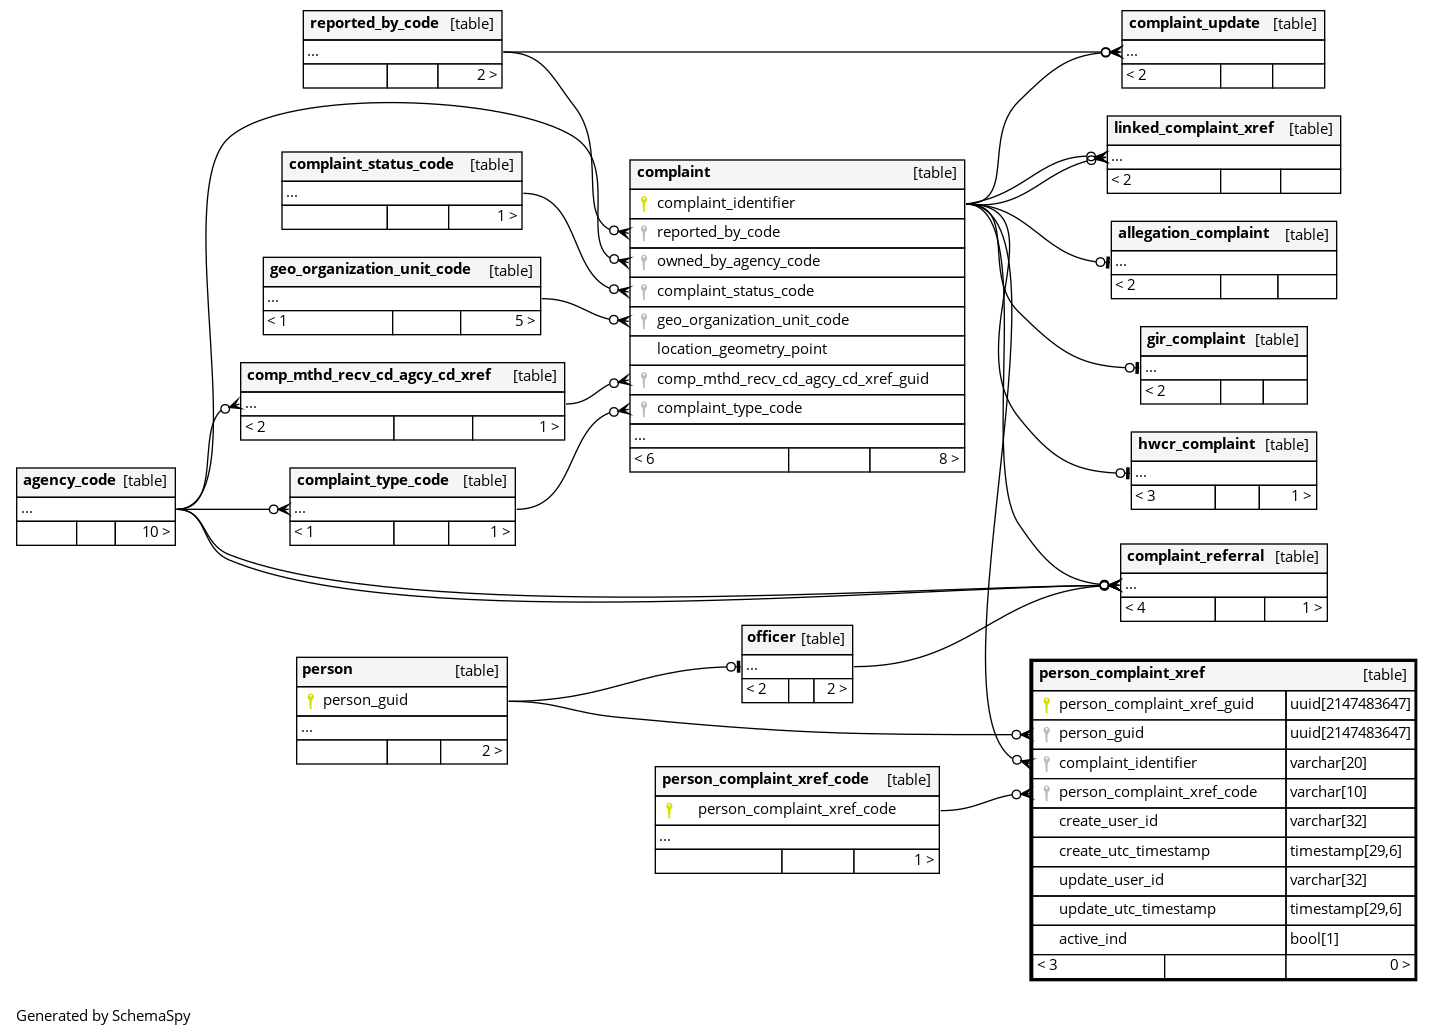 reported_by_code [table]
...
2 >
complaint_update [table]
...
< 2
linked_complaint_xref [table]
...
< 2
complaint_status_code [table]
...
1 >
complaint [table]
complaint_identifier
reported_by_code
owned_by_agency_code
complaint_status_code
geo_organization_unit_code
location_geometry_point
comp_mthd_recv_cd_agcy_cd_xref_guid
complaint_type_code
...
< 6 8 >
allegation_complaint [table]
...
< 2
geo_organization_unit_code [table]
...
< 1 5 >
gir_complaint [table]
...
< 2
comp_mthd_recv_cd_agcy_cd_xref [table]
...
< 2 1 >
hwcr_complaint [table]
...
< 3 1 >
agency_code [table]
...
10 >
complaint_type_code [table]
...
< 1 1 >
complaint_referral [table]
...
< 4 1 >
officer [table]
...
< 2 2 >
person [table]
person_guid
...
2 >
person_complaint_xref [table]
person_complaint_xref_guid uuid[2147483647]
person_guid uuid[2147483647]
complaint_identifier varchar[20]
person_complaint_xref_code varchar[10]
create_user_id varchar[32]
create_utc_timestamp timestamp[29,6]
update_user_id varchar[32]
update_utc_timestamp timestamp[29,6]
active_ind bool[1]
< 3 0 >
person_complaint_xref_code [table]
person_complaint_xref_code
...
1 >
Generated by SchemaSpy